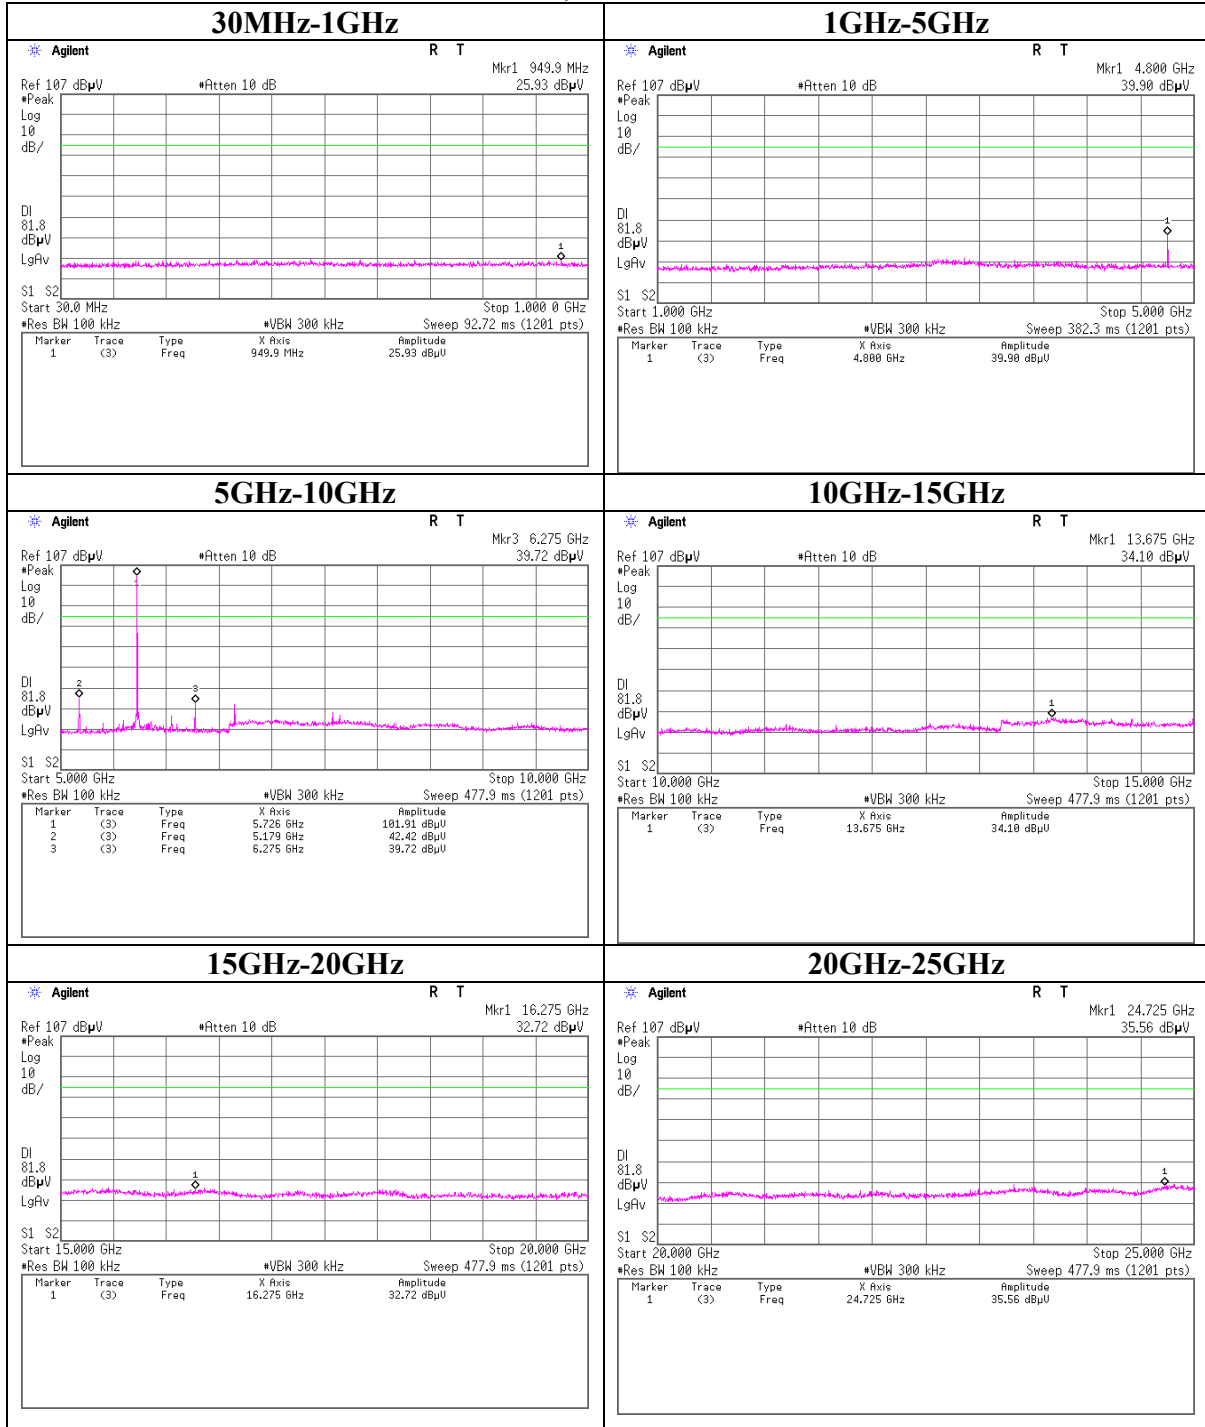 30MHz-1GHz
Agilent R T
Mkr1 949.9 MHz
Ref 107 dBµV #Atten 10 dB 25.93 dBµV
#Peak
Log
10
dB/
DI
81.8
dBµV
LgAv
1
S1 S2
Start 30.0 MHz Stop 1.000 0 GHz
#Res BW 100 kHz #VBW 300 kHz Sweep 92.72 ms (1201 pts)
Marker Trace Type X Axis Amplitude
1 (3) Freq 949.9 MHz 25.93 dBµV
1GHz-5GHz
Agilent R T
Mkr1 4.800 GHz
Ref 107 dBµV #Atten 10 dB 39.90 dBµV
#Peak
Log
10
dB/
DI
81.8
dBµV
LgAv
1
S1 S2
Start 1.000 GHz Stop 5.000 GHz
#Res BW 100 kHz #VBW 300 kHz Sweep 382.3 ms (1201 pts)
Marker Trace Type X Axis Amplitude
1 (3) Freq 4.800 GHz 39.90 dBµV
5GHz-10GHz
Agilent R T
Mkr3 6.275 GHz
Ref 107 dBµV #Atten 10 dB 39.72 dBµV
#Peak
Log
10
dB/
DI
81.8
dBµV
LgAv
1
2
3
S1 S2
Start 5.000 GHz Stop 10.000 GHz
#Res BW 100 kHz #VBW 300 kHz Sweep 477.9 ms (1201 pts)
Marker Trace Type X Axis Amplitude
1 (3) Freq 5.726 GHz 101.91 dBµV
2 (3) Freq 5.179 GHz 42.42 dBµV
3 (3) Freq 6.275 GHz 39.72 dBµV
10GHz-15GHz
Agilent R T
Mkr1 13.675 GHz
Ref 107 dBµV #Atten 10 dB 34.10 dBµV
#Peak
Log
10
dB/
DI
81.8
dBµV
LgAv
1
S1 S2
Start 10.000 GHz Stop 15.000 GHz
#Res BW 100 kHz #VBW 300 kHz Sweep 477.9 ms (1201 pts)
Marker Trace Type X Axis Amplitude
1 (3) Freq 13.675 GHz 34.10 dBµV
15GHz-20GHz
Agilent R T
Mkr1 16.275 GHz
Ref 107 dBµV #Atten 10 dB 32.72 dBµV
#Peak
Log
10
dB/
DI
81.8
dBµV
LgAv
1
S1 S2
Start 15.000 GHz Stop 20.000 GHz
#Res BW 100 kHz #VBW 300 kHz Sweep 477.9 ms (1201 pts)
Marker Trace Type X Axis Amplitude
1 (3) Freq 16.275 GHz 32.72 dBµV
20GHz-25GHz
Agilent R T
Mkr1 24.725 GHz
Ref 107 dBµV #Atten 10 dB 35.56 dBµV
#Peak
Log
10
dB/
DI
81.8
dBµV
LgAv
1
S1 S2
Start 20.000 GHz Stop 25.000 GHz
#Res BW 100 kHz #VBW 300 kHz Sweep 477.9 ms (1201 pts)
Marker Trace Type X Axis Amplitude
1 (3) Freq 24.725 GHz 35.56 dBµV